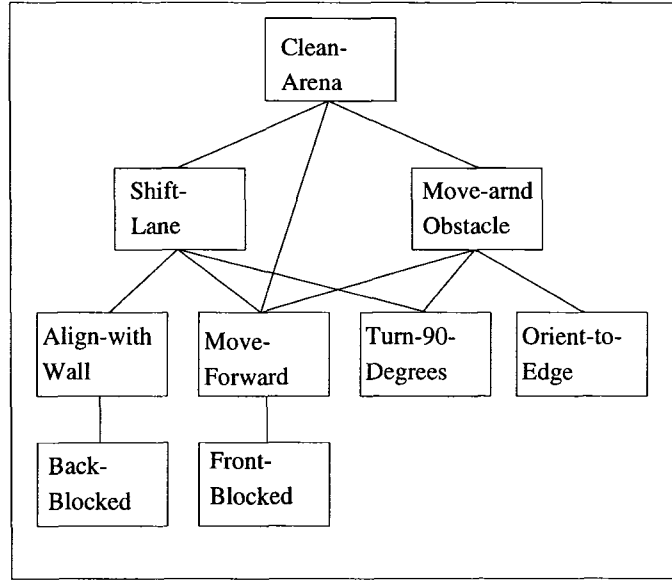 Clean-
Arena
Shift-
Lane
Move-arnd
Obstacle
Align-with
Wall
Move-
Forward
Turn-90-
Degrees
Orient-to-
Edge
Back-
Blocked
Front-
Blocked